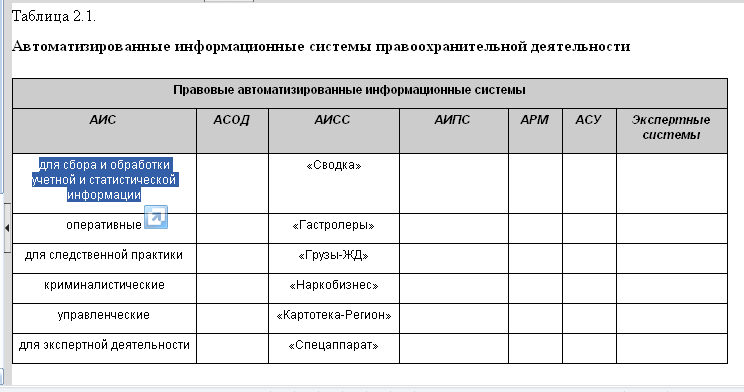 Таблица 2.1.
Автоматизированные информационные системы правоохранительной деятельности
Правовые автоматизированные информационные системы
АИС АСОД АИСС АИПС АРМ АСУ Экспертные
системы
для сбора и обработки «Сводка»
учетной и статистической
информации
оперативные «Гастролеры»
для следственной практики «Грузы-ЖД»
криминалистические «Наркобизнес»
управленческие «Картотека-Регион»
для экспертной деятельности «Спецаппарат»